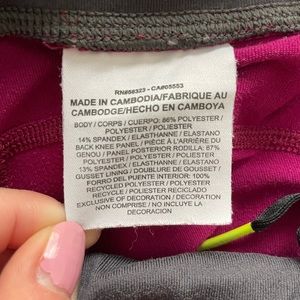 RN#56323 - CA#05553
MADE IN CAMBODIA/FABRIQUE AU
CAMBODGE/HECHO EN CAMBOYA
BODY / CORPS / CUERPO: 86% POLYESTER
POLYESTER / POLIESTER
14% SPANDEX / ELASTHANNE / ELASTANO
BACK KNEE PANEL / PIÈCE ARRIÈRE DU
GENOU / PANEL POSTERIOR RODILLA: 87%
POLYESTER / POLYESTER / POLIESTER
13% SPANDEX / ELASTHANNE / ELASTANO
GUSSET LINING / DOUBLURE DE GOUSSET /
FORRO DEL PUENTE INTERIOR: 100%
RECYCLED POLYESTER / POLYESTER
RECYCLÉ / POLIESTER RECICLADO
EXCLUSIVE OF DECORATION / DÉCORATION
NON COMPRISE / NO INCLUYE LA
DECORACIÓN